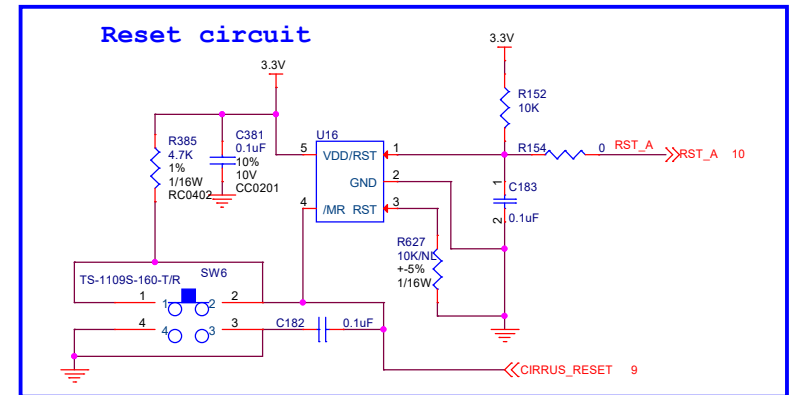 Reset circuit
3.3V
3.3V
R152
10K
R385
4.7K
1%
1/16W
RC0402
C381
0.1uF
10%
10V
CC0201
U16
5 VDD/RST 1
GND 2
4 /MR RST 3
R154 0 RST_A RST_A 10
1
C183
2 0.1uF
R627
10K/NL
+-5%
1/16W
TS-1109S-160-T/R SW6
1 1 2 2
4 4 3 3
C182 0.1uF
CIRRUS_RESET 9